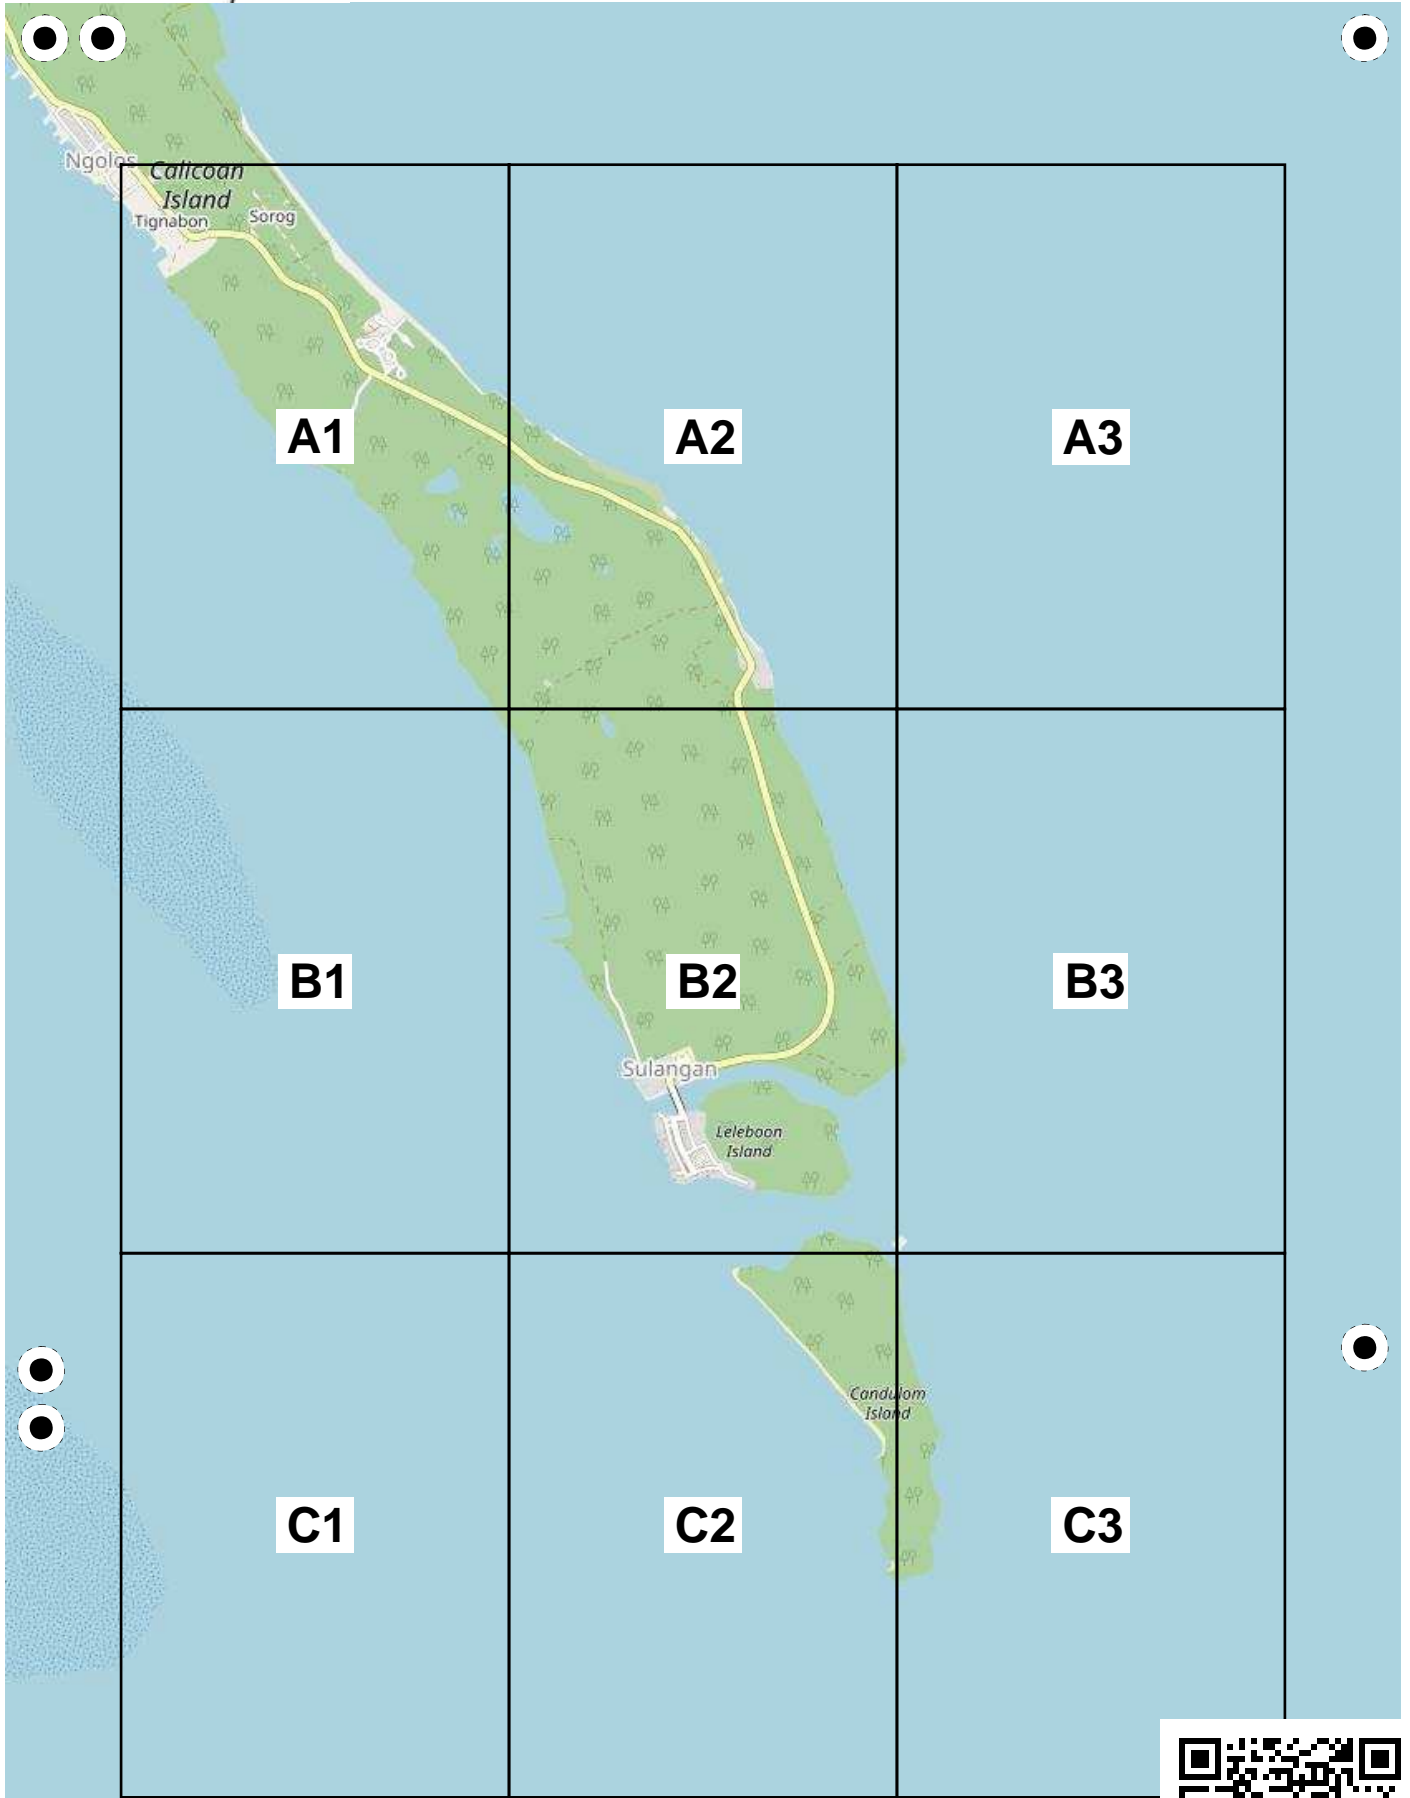 Ngolos
Calicoan
Island
Tignabon
Sorog
A1
A2
A3
B1
B2
B3
Sulangan
Leleboon
Island
Candulom
Island
C1
C2
C3